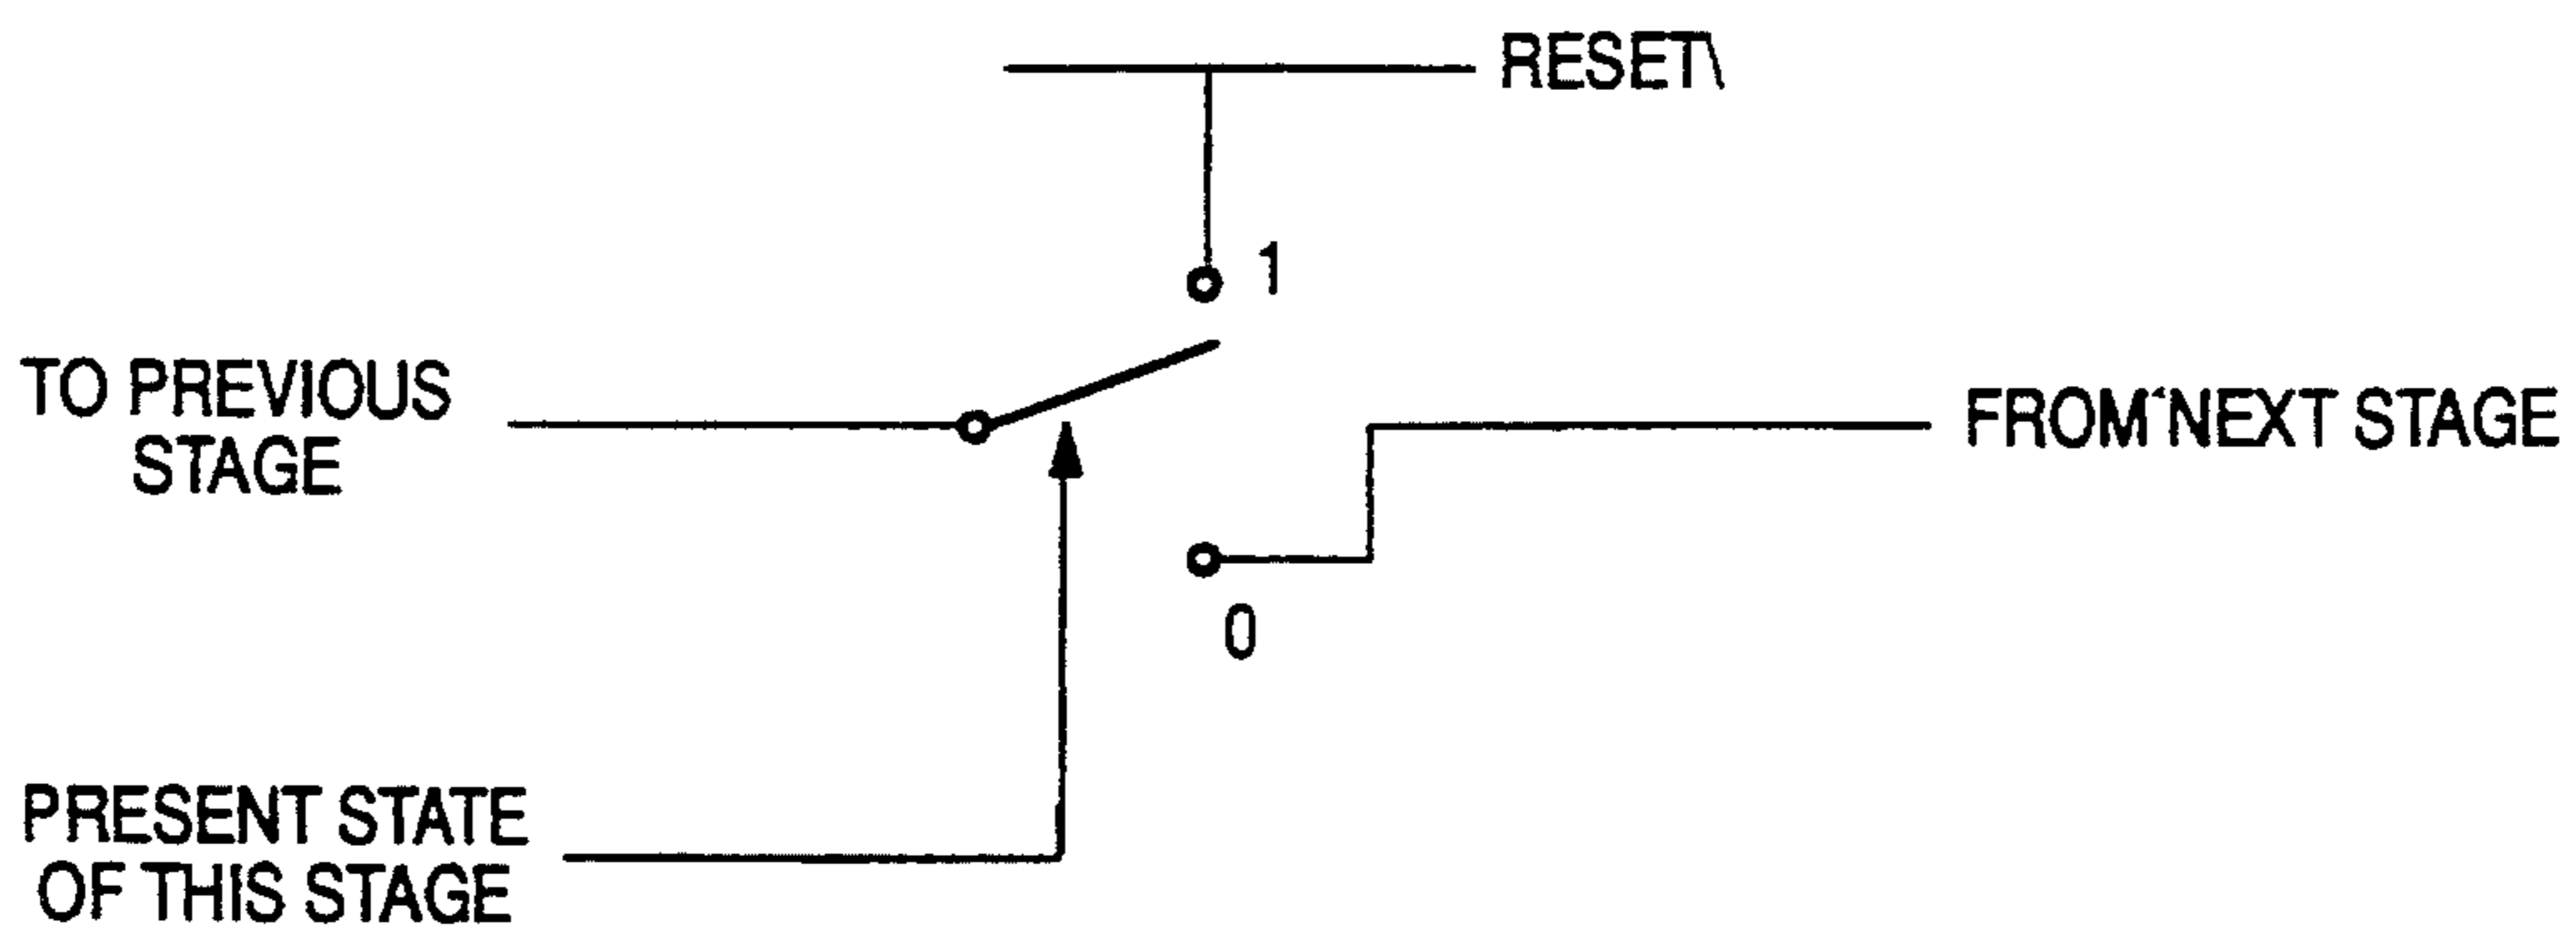 RESET\
1
TO PREVIOUS
STAGE
FROM NEXT STAGE
0
PRESENT STATE
OF THIS STAGE